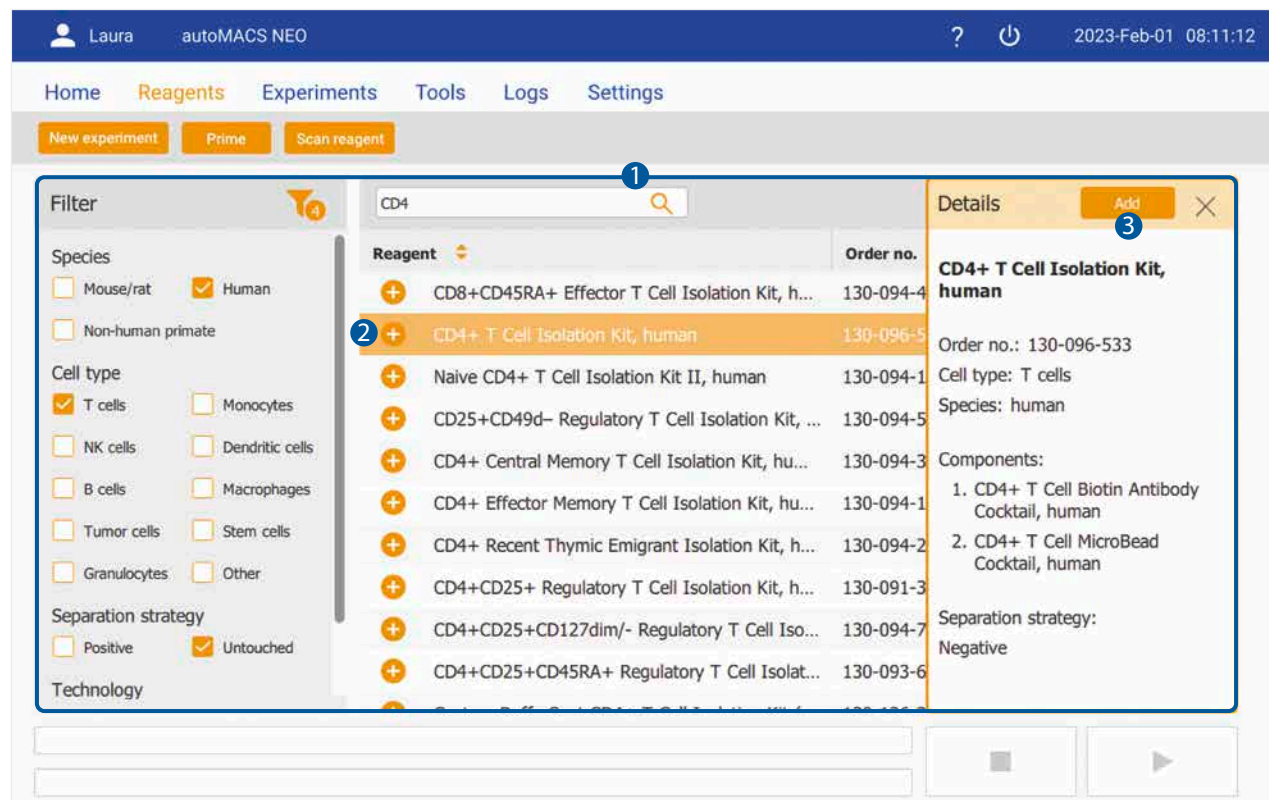 Laura autoMACS NEO ? 2023-Feb-01 08:11:12
Home Reagents Experiments Tools Logs Settings
New experiment Prime Scan reagent
1
Filter 4
Species
Mouse/rat Human
Non-human primate
Cell type
T cells Monocytes
NK cells Dendritic cells
B cells Macrophages
Tumor cells Stem cells
Granulocytes Other
Separation strategy
Positive Untouched
Technology
CD4
Reagent Order no.
CD8+CD45RA+ Effector T Cell Isolation Kit, h... 130-094-4
2 CD4+ T Cell Isolation Kit, human 130-096-5
Naive CD4+ T Cell Isolation Kit II, human 130-094-1
CD25+CD49d– Regulatory T Cell Isolation Kit, ... 130-094-5
CD4+ Central Memory T Cell Isolation Kit, hu... 130-094-3
CD4+ Effector Memory T Cell Isolation Kit, hu... 130-094-1
CD4+ Recent Thymic Emigrant Isolation Kit, h... 130-094-2
CD4+CD25+ Regulatory T Cell Isolation Kit, h... 130-091-3
CD4+CD25+CD127dim/- Regulatory T Cell Iso... 130-094-7
CD4+CD25+CD45RA+ Regulatory T Cell Isolat... 130-093-6
Details Add
3
CD4+ T Cell Isolation Kit,
human
Order no.: 130-096-533
Cell type: T cells
Species: human
Components:
1. CD4+ T Cell Biotin Antibody
Cocktail, human
2. CD4+ T Cell MicroBead
Cocktail, human
Separation strategy:
Negative